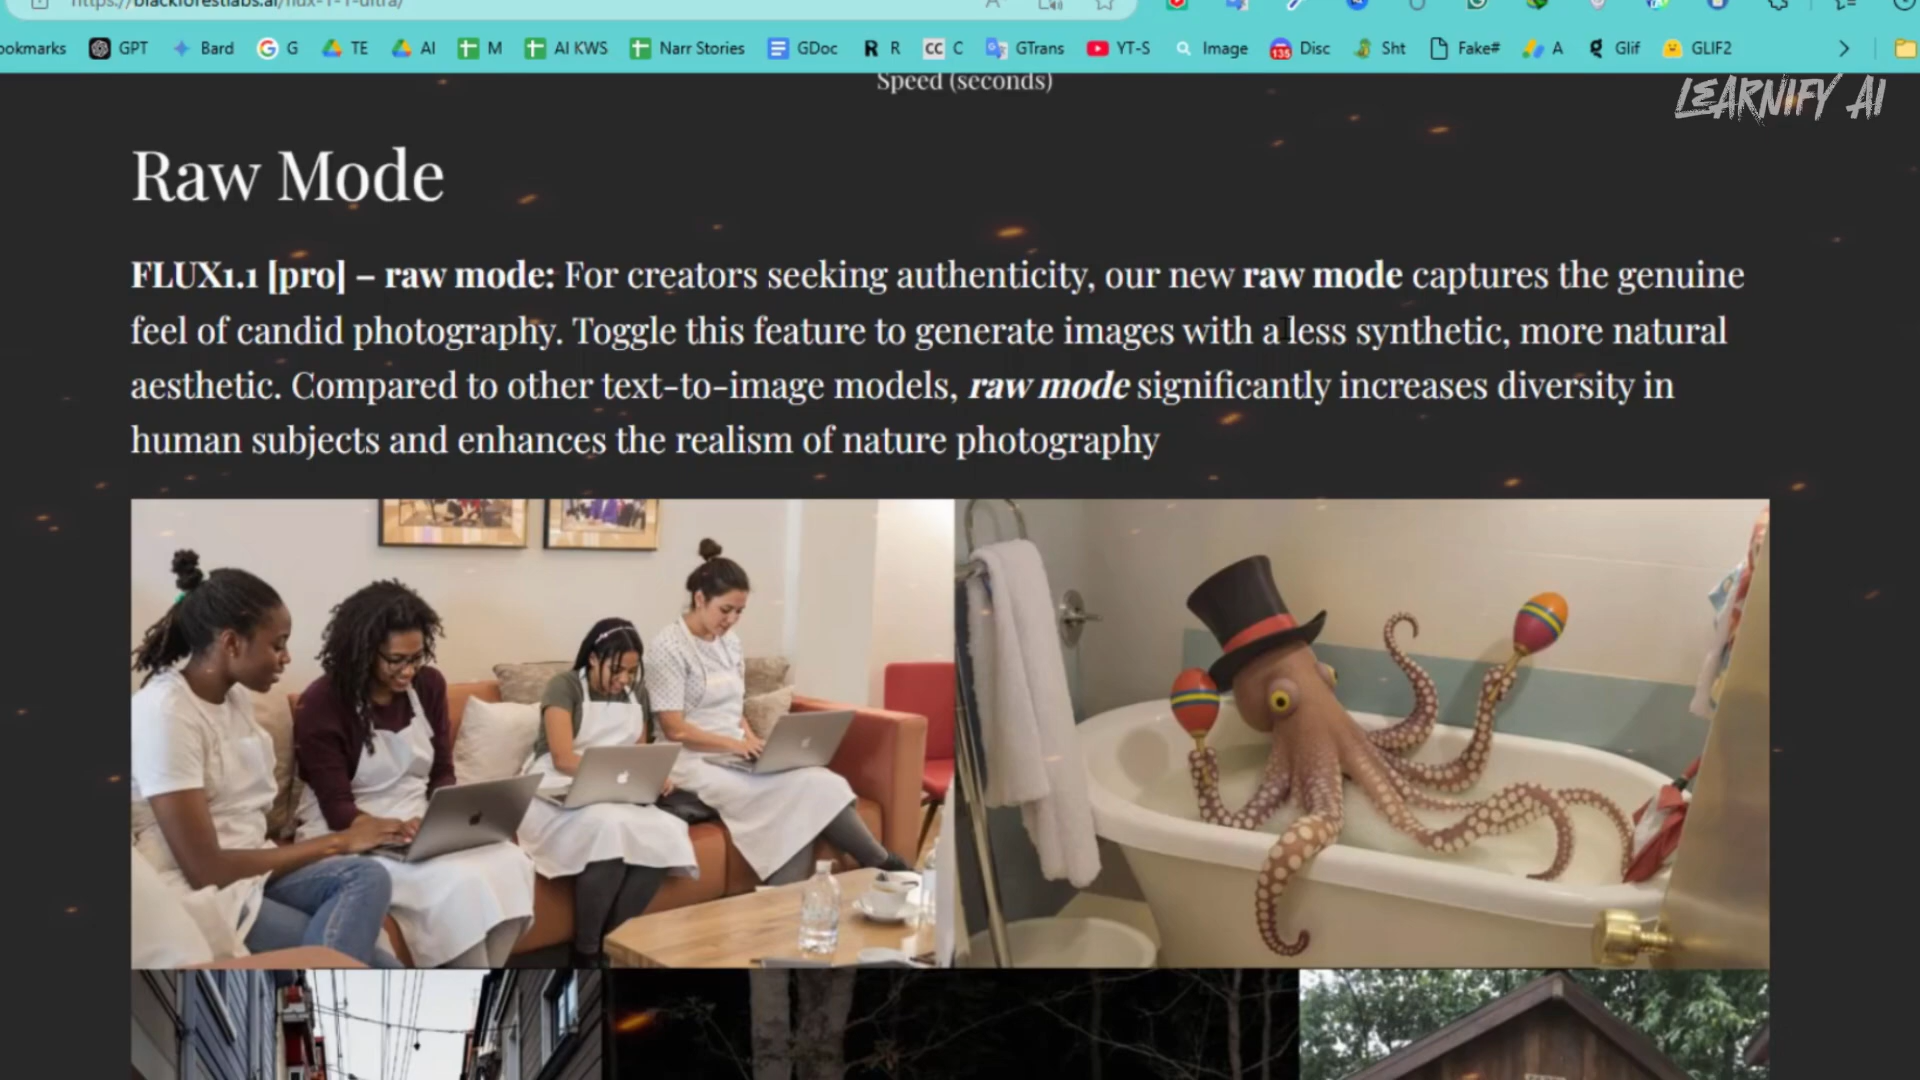 https://blackforestlabs.ai/flux-1-1-ultra/
ookmarks GPT Bard G TE AI M AI KWS Narr Stories GDoc R R CC C GTrans YT-S Image 135 Disc Sht Fake# A Glif GLIF2
Speed (seconds)
LEARNIFY AI
Raw Mode
FLUX1.1 [pro] – raw mode: For creators seeking authenticity, our new raw mode captures the genuine
feel of candid photography. Toggle this feature to generate images with a less synthetic, more natural
aesthetic. Compared to other text-to-image models, raw mode significantly increases diversity in
human subjects and enhances the realism of nature photography